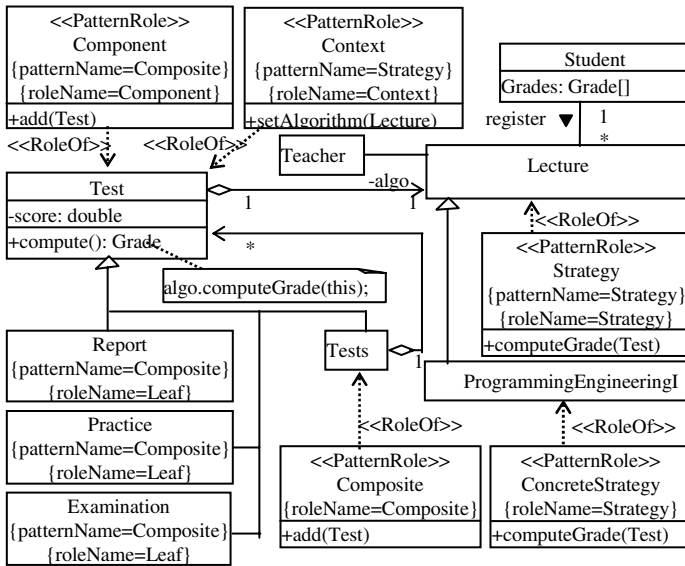 <<PatternRole>>
Component
{patternName=Composite}
{roleName=Component}
+add(Test)
<<PatternRole>>
Context
{patternName=Strategy}
{roleName=Context}
+setAlgorithm(Lecture)
Student
Grades: Grade[]
register
1
*
<<RoleOf>>
<<RoleOf>>
Teacher
Lecture
Test
-score: double
+compute(): Grade
1
-algo
1
*
algo.computeGrade(this);
<<RoleOf>>
<<PatternRole>>
Strategy
{patternName=Strategy}
{roleName=Strategy}
+computeGrade(Test)
Report
{patternName=Composite}
{roleName=Leaf}
Tests
1
ProgrammingEngineeringI
Practice
{patternName=Composite}
{roleName=Leaf}
<<RoleOf>>
<<RoleOf>>
Examination
{patternName=Composite}
{roleName=Leaf}
<<PatternRole>>
Composite
{roleName=Composite}
+add(Test)
<<PatternRole>>
ConcreteStrategy
{roleName=Strategy}
+computeGrade(Test)